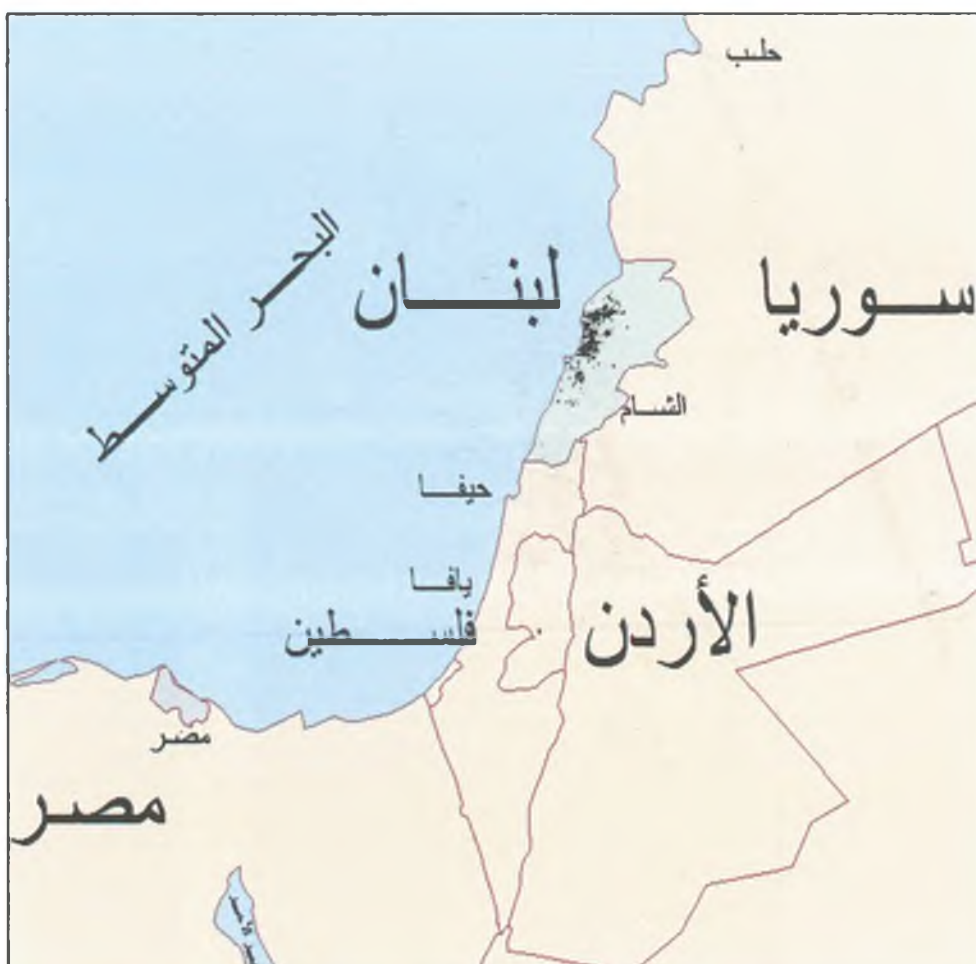 حلب
البحر المتوسط
لبنان
سوريا
الشام
حيفا
يافا
فلسطين
الأردن
مصر
مصر